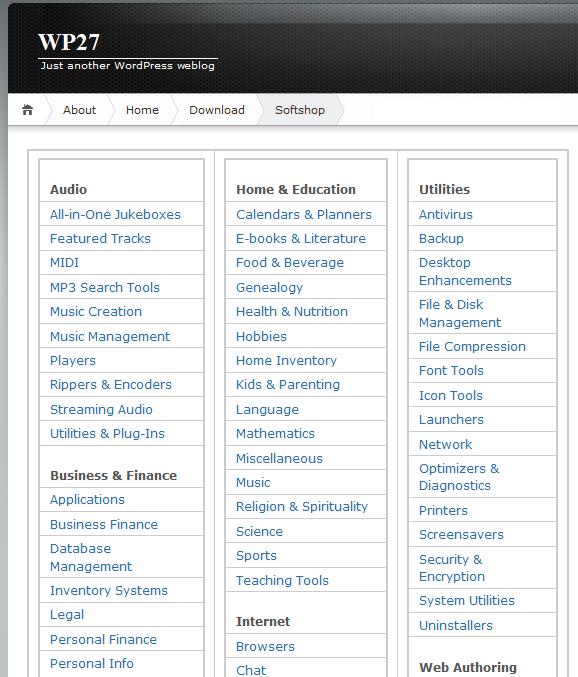 WP27
Just another WordPress weblog
About
Home
Download
Softshop
Audio
All-in-One Jukeboxes
Featured Tracks
MIDI
MP3 Search Tools
Music Creation
Music Management
Players
Rippers & Encoders
Streaming Audio
Utilities & Plug-Ins
Business & Finance
Applications
Business Finance
Database
Management
Inventory Systems
Legal
Personal Finance
Personal Info
Home & Education
Calendars & Planners
E-books & Literature
Food & Beverage
Genealogy
Health & Nutrition
Hobbies
Home Inventory
Kids & Parenting
Language
Mathematics
Miscellaneous
Music
Religion & Spirituality
Science
Sports
Teaching Tools
Internet
Browsers
Chat
Utilities
Antivirus
Backup
Desktop
Enhancements
File & Disk
Management
File Compression
Font Tools
Icon Tools
Launchers
Network
Optimizers &
Diagnostics
Printers
Screensavers
Security &
Encryption
System Utilities
Uninstallers
Web Authoring